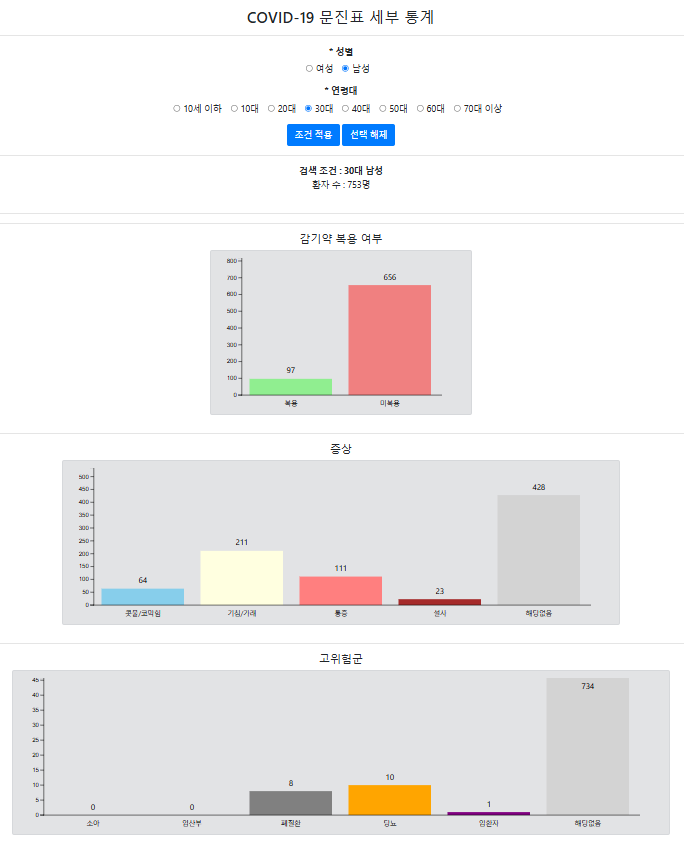 COVID-19 문진표 세부 통계
* 성별
여성 남성
* 연령대
10세 이하 10대 20대 30대 40대 50대 60대 70대 이상
조건 적용 선택 해제
검색 조건 : 30대 남성
환자 수 : 753명
감기약 복용 여부
800
700
656
600
500
400
300
200
97
100
0
복용 미복용
증상
500
450
428
400
350
300
250
211
200
150
111
100
64
50
23
0
콧물/코막힘 기침/가래 통증 설사 해당없음
고위험군
45
734
40
35
30
25
20
15
10
10
8
5
0 0 1
0
소아 임산부 폐질환 당뇨 암환자 해당없음